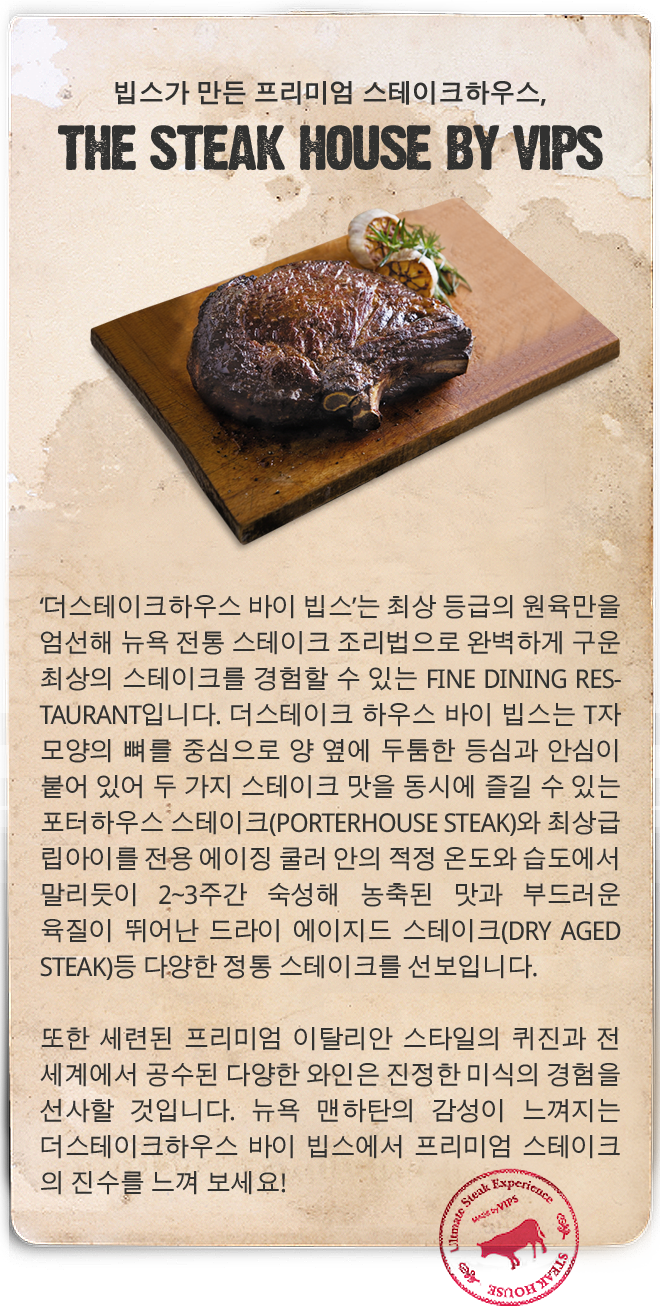 빕스가 만든 프리미엄 스테이크하우스,
THE STEAK HOUSE BY VIPS
‘더스테이크하우스 바이 빕스’는 최상 등급의 원육만을
엄선해 뉴욕 전통 스테이크 조리법으로 완벽하게 구운
최상의 스테이크를 경험할 수 있는 FINE DINING RES-
TAURANT입니다. 더스테이크 하우스 바이 빕스는 T자
모양의 뼈를 중심으로 양 옆에 두툼한 등심과 안심이
붙어 있어 두 가지 스테이크 맛을 동시에 즐길 수 있는
포터하우스 스테이크(PORTERHOUSE STEAK)와 최상급
립아이를 전용 에이징 쿨러 안의 적정 온도와 습도에서
말리듯이 2~3주간 숙성해 농축된 맛과 부드러운
육질이 뛰어난 드라이 에이지드 스테이크(DRY AGED
STEAK)등 다양한 정통 스테이크를 선보입니다.
또한 세련된 프리미엄 이탈리안 스타일의 퀴진과 전
세계에서 공수된 다양한 와인은 진정한 미식의 경험을
선사할 것입니다. 뉴욕 맨하탄의 감성이 느껴지는
더스테이크하우스 바이 빕스에서 프리미엄 스테이크
의 진수를 느껴 보세요!
Ultimate Steak Experience
Made by VIPS
STEAK HOUSE